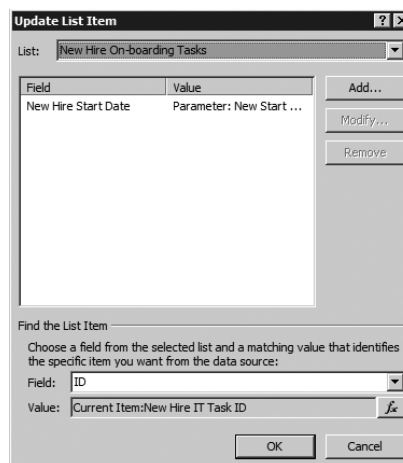 Update List Item
List: New Hire On-boarding Tasks
Field Value Add...
New Hire Start Date Parameter: New Start ...
Modify...
Remove
Find the List Item
Choose a field from the selected list and a matching value that identifies
the specific item you want from the data source:
Field: ID
Value: Current Item:New Hire IT Task ID fx
OK Cancel